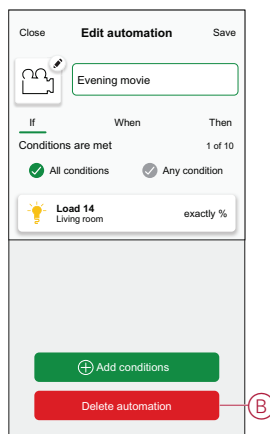 Close Edit automation Save
Evening movie
If When Then
Conditions are met 1 of 10
All conditions Any condition
Load 14
Living room
exactly %
Add conditions
Delete automation
B